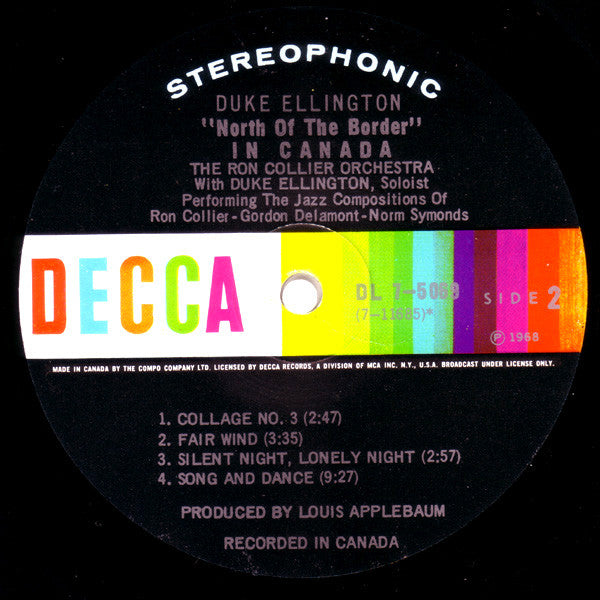 STEREOPHONIC
DUKE ELLINGTON
"North Of The Border"
IN CANADA
THE RON COLLIER ORCHESTRA
With DUKE ELLINGTON, Soloist
Performing The Jazz Compositions Of
Ron Collier-Gordon Delamont-Norm Symonds
DECCA
DL 7-5069
SIDE 2
℗ 1968
MADE IN CANADA BY THE COMPO COMPANY LTD. LICENSED BY DECCA RECORDS, A DIVISION OF MCA INC. N.Y., U.S.A. BROADCAST UNDER LICENSE ONLY.
1. COLLAGE NO. 3 (2:47)
2. FAIR WIND (3:35)
3. SILENT NIGHT, LONELY NIGHT (2:57)
4. SONG AND DANCE (9:27)
PRODUCED BY LOUIS APPLEBAUM
RECORDED IN CANADA